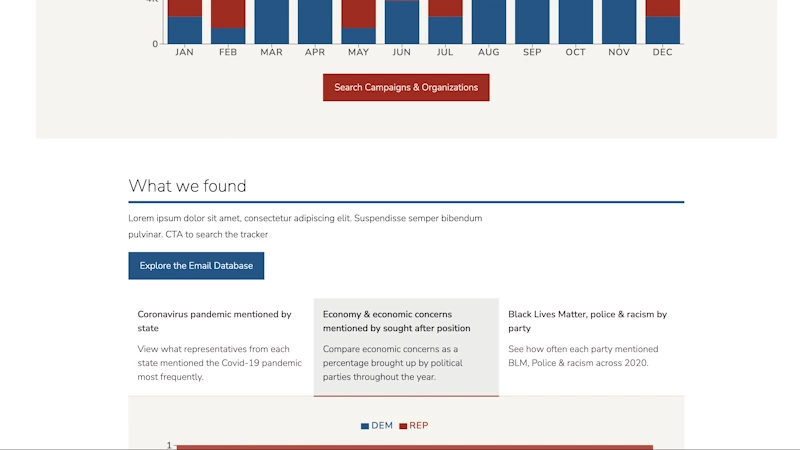 0
JAN FEB MAR APR MAY JUN JUL AUG SEP OCT NOV DEC
Search Campaigns & Organizations
What we found
Lorem ipsum dolor sit amet, consectetur adipiscing elit. Suspendisse semper bibendum
pulvinar. CTA to search the tracker
Explore the Email Database
Coronavirus pandemic mentioned by
state
View what representatives from each
state mentioned the Covid-19 pandemic
most frequently.
Economy & economic concerns
mentioned by sought after position
Compare economic concerns as a
percentage brought up by political
parties throughout the year.
Black Lives Matter, police & racism by
party
See how often each party mentioned
BLM, Police & racism across 2020.
DEM REP
1